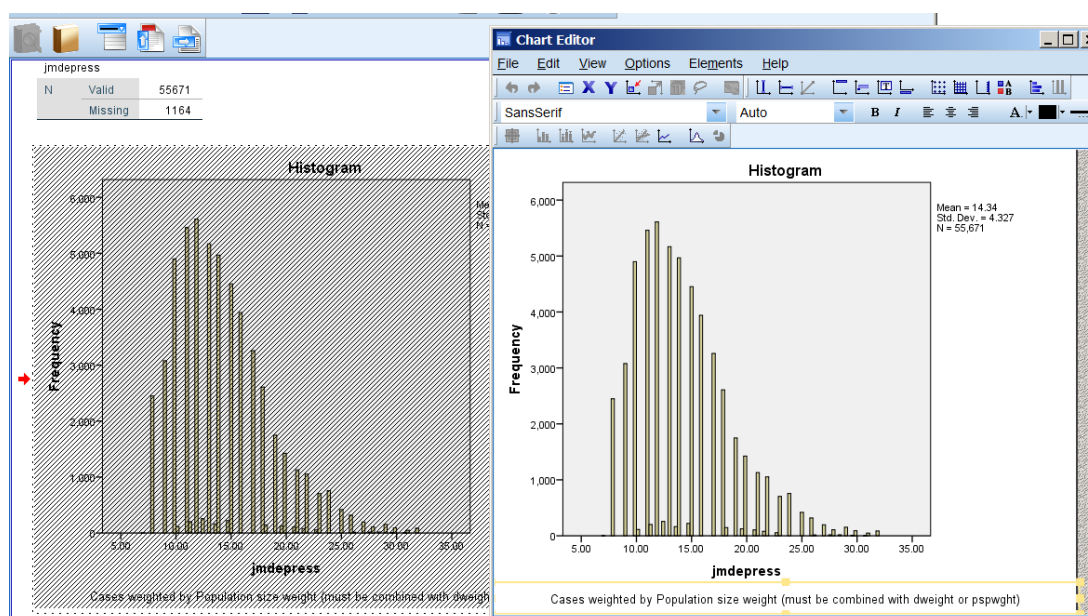 jmdepress
N Valid 55671
Missing 1164
Histogram
6,000
5,000
4,000
3,000
2,000
1,000
0
Frequency
5.00 10.00 15.00 20.00 25.00 30.00 35.00
jmdepress
Cases weighted by Population size weight (must be combined with dweigh
Chart Editor
File Edit View Options Elements Help
X Y
SansSerif Auto B I A
Histogram
6,000
5,000
4,000
3,000
2,000
1,000
0
Frequency
Mean = 14.34
Std. Dev. = 4.327
N = 55,671
5.00 10.00 15.00 20.00 25.00 30.00 35.00
jmdepress
Cases weighted by Population size weight (must be combined with dweight or pspwght)